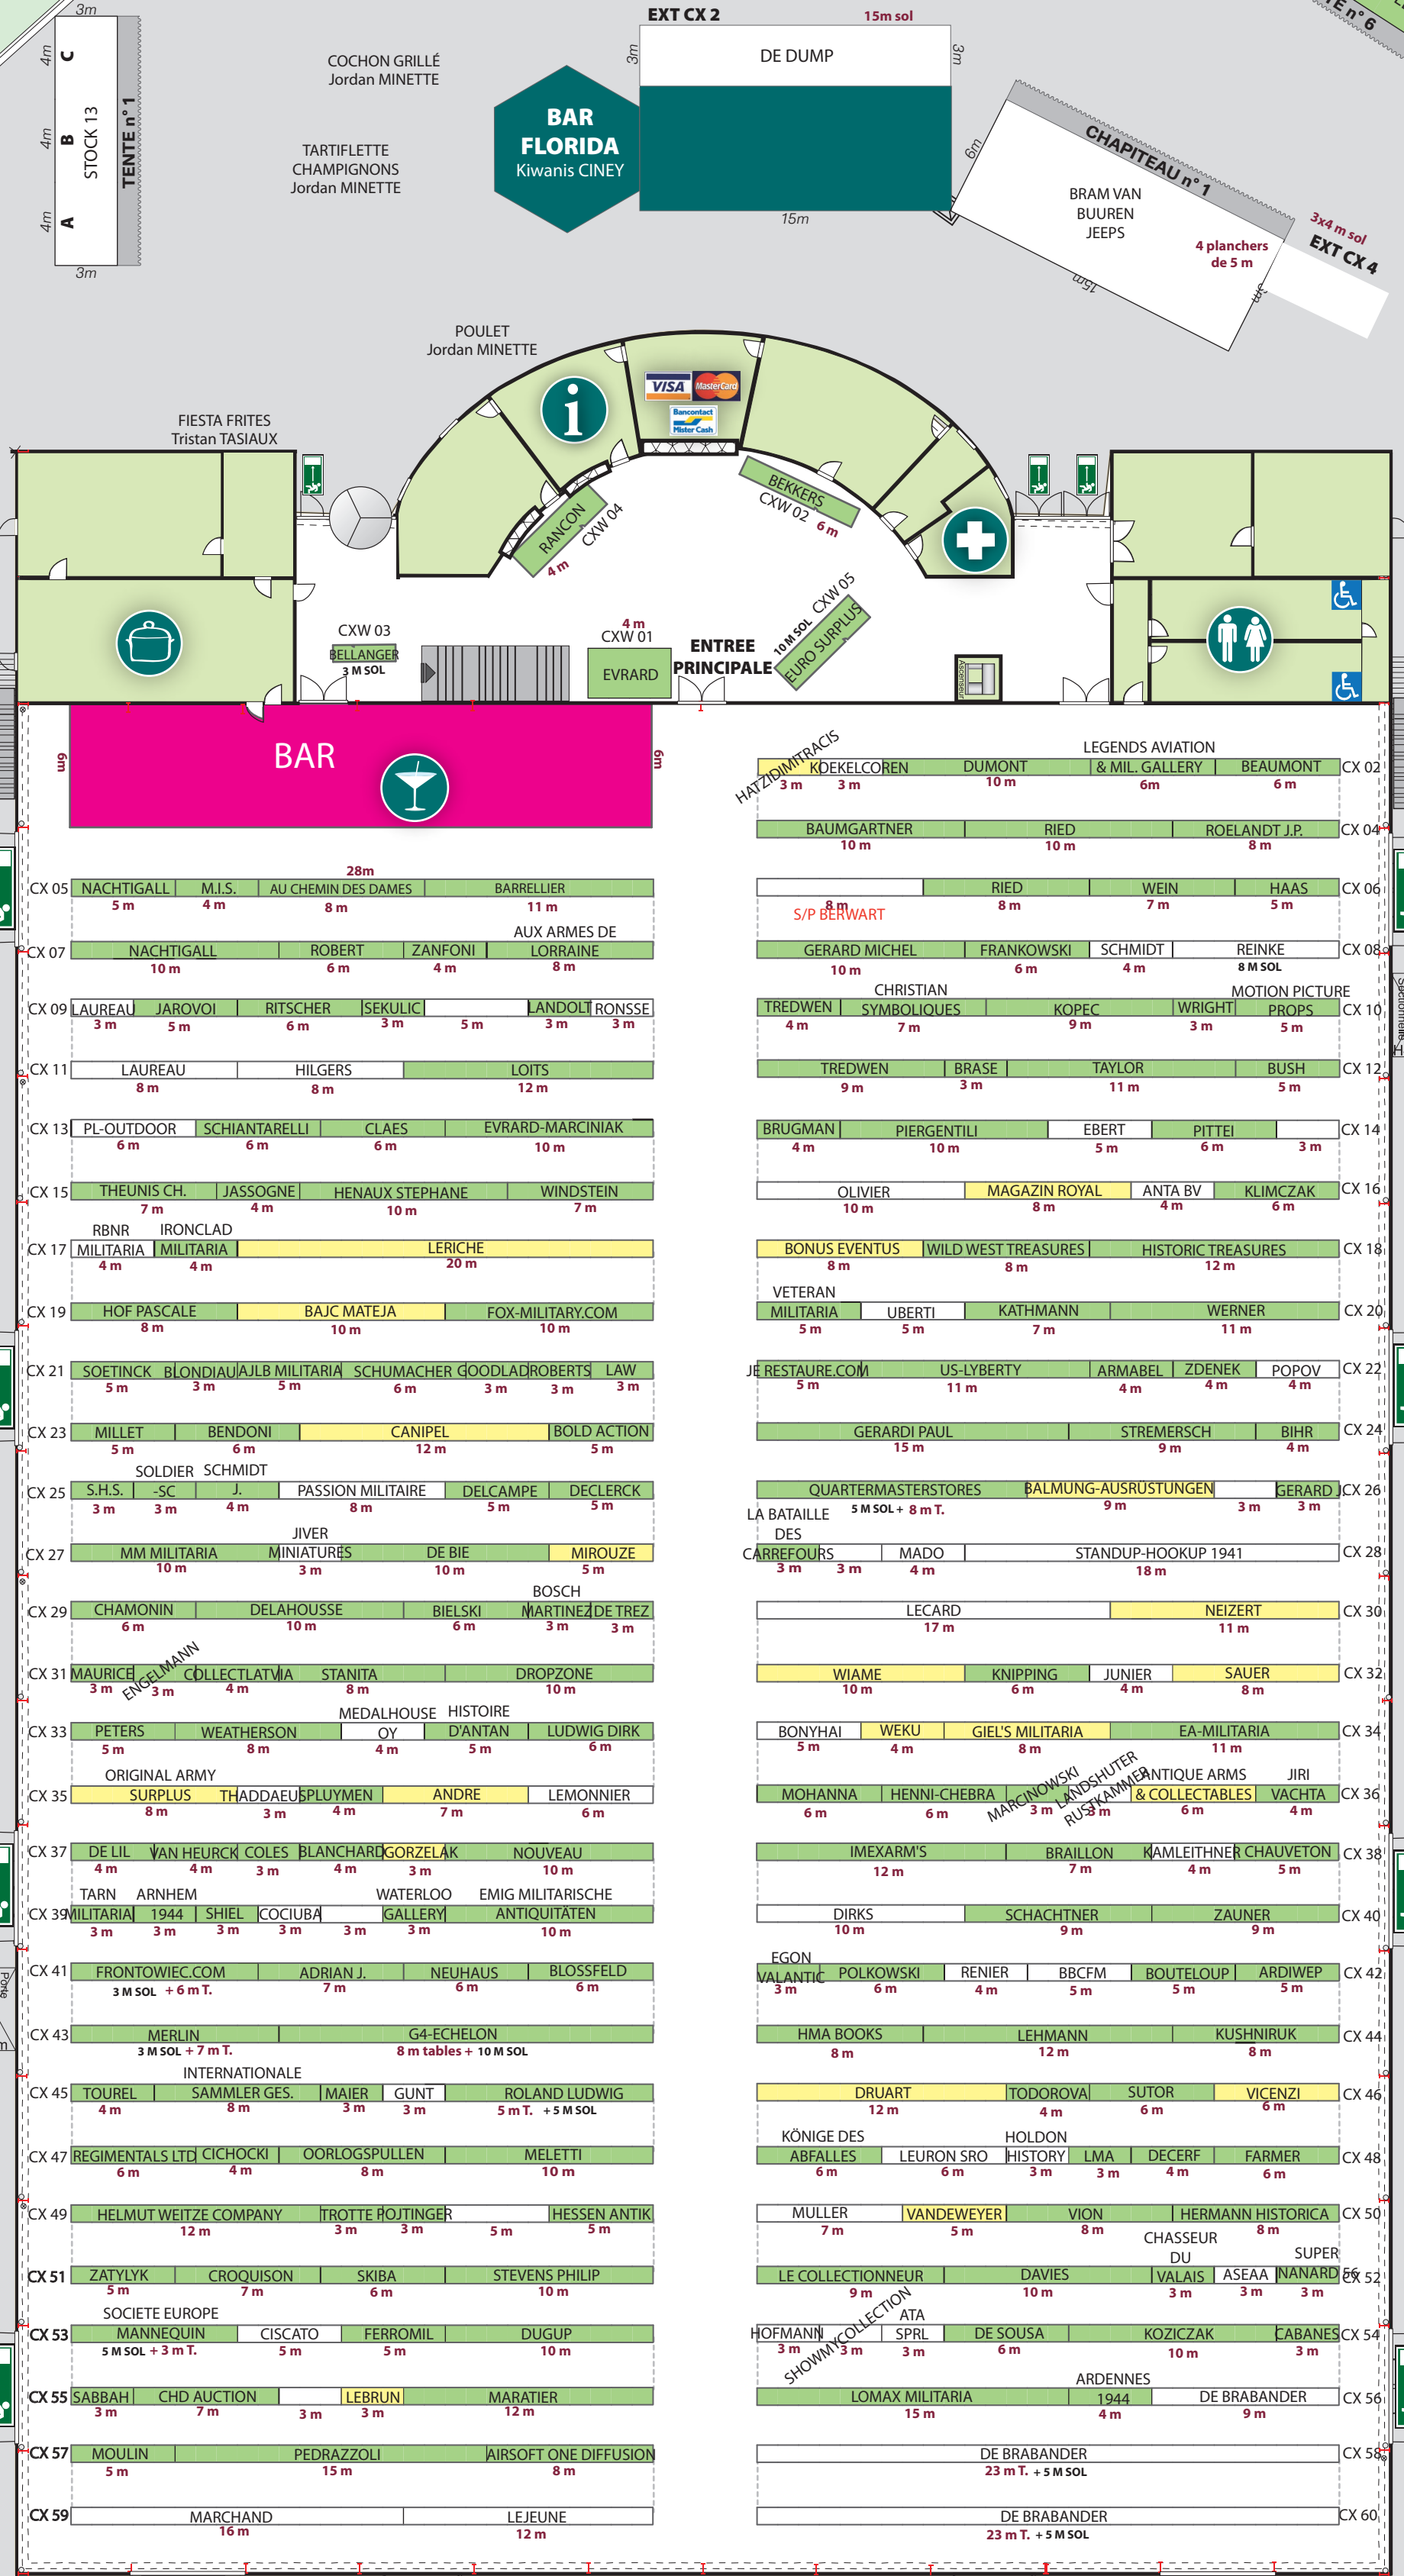 3m
EXT CX 2
15m sol
3m
DE DUMP
3m
4m
C
4m
B
4m
A
STOCK 13
TENTE n° 1
3m
COCHON GRILLÉ
Jordan MINETTE
TARTIFLETTE
CHAMPIGNONS
Jordan MINETTE
BAR
FLORIDA
Kiwanis CINEY
15m
6m
CHAPITEAU n° 1
BRAM VAN
BUUREN
JEEPS
4 planchers
de 5 m
15m
3x4 m sol
EXT CX 4
POULET
Jordan MINETTE
FIESTA FRITES
Tristan TASIAUX
VISA
MasterCard
Bancontact
Mister Cash
RANCON
CXW 04
4 m
BEKKERS
CXW 02
6 m
CXW 03
BELLANGER
3 M SOL
4 m
CXW 01
EVRARD
ENTREE
PRINCIPALE
10 M SOL
CXW 05
EURO SURPLUS
Ascenseur
BAR
6m
6m
28m
HATZIDIMITRACIS
KOEKELCOREN
DUMONT
LEGENDS AVIATION
& MIL. GALLERY
BEAUMONT
CX 02
3 m
3 m
10 m
6m
6 m
BAUMGARTNER
RIED
ROELANDT J.P.
CX 04
10 m
10 m
8 m
CX 05
NACHTIGALL
M.I.S.
AU CHEMIN DES DAMES
BARRELLIER
5 m
4 m
8 m
11 m
RIED
WEIN
HAAS
CX 06
8 m
8 m
7 m
5 m
S/P BERWART
CX 07
NACHTIGALL
ROBERT
ZANFONI
AUX ARMES DE
LORRAINE
10 m
6 m
4 m
8 m
GERARD MICHEL
FRANKOWSKI
SCHMIDT
REINKE
CX 08
10 m
6 m
4 m
8 M SOL
CX 09
LAUREAU
JAROVOI
RITSCHER
SEKULIC
LANDOLT
RONSSE
3 m
5 m
6 m
3 m
5 m
3 m
3 m
TREDWEN
CHRISTIAN
SYMBOLIQUES
KOPEC
WRIGHT
MOTION PICTURE
PROPS
CX 10
4 m
7 m
9 m
3 m
5 m
CX 11
LAUREAU
HILGERS
LOITS
8 m
8 m
12 m
TREDWEN
BRASE
TAYLOR
BUSH
CX 12
9 m
3 m
11 m
5 m
CX 13
PL-OUTDOOR
SCHIANTARELLI
CLAES
EVRARD-MARCINIAK
6 m
6 m
6 m
10 m
BRUGMAN
PIERGENTILI
EBERT
PITTEI
CX 14
4 m
10 m
5 m
6 m
3 m
CX 15
THEUNIS CH.
JASSOGNE
HENAUX STEPHANE
WINDSTEIN
7 m
4 m
10 m
7 m
OLIVIER
MAGAZIN ROYAL
ANTA BV
KLIMCZAK
CX 16
10 m
8 m
4 m
6 m
CX 17
RBNR
MILITARIA
IRONCLAD
MILITARIA
LERICHE
4 m
4 m
20 m
BONUS EVENTUS
WILD WEST TREASURES
HISTORIC TREASURES
CX 18
8 m
8 m
12 m
CX 19
HOF PASCALE
BAJC MATEJA
FOX-MILITARY.COM
8 m
10 m
10 m
VETERAN
MILITARIA
UBERTI
KATHMANN
WERNER
CX 20
5 m
5 m
7 m
11 m
CX 21
SOETINCK
BLONDIAU
AJLB MILITARIA
SCHUMACHER
GOODLAD
ROBERTS
LAW
5 m
3 m
5 m
6 m
3 m
3 m
3 m
JE RESTAURE.COM
US-LYBERTY
ARMABEL
ZDENEK
POPOV
CX 22
5 m
11 m
4 m
4 m
4 m
CX 23
MILLET
BENDONI
CANIPEL
BOLD ACTION
5 m
6 m
12 m
5 m
GERARDI PAUL
STREMERSCH
BIHR
CX 24
15 m
9 m
4 m
CX 25
S.H.S.
SOLDIER
-SC
SCHMIDT
J.
PASSION MILITAIRE
DELCAMPE
DECLERCK
3 m
3 m
4 m
8 m
5 m
5 m
QUARTERMASTERSTORES
BALMUNG-AUSRÜSTUNGEN
GERARD J.
CX 26
5 M SOL + 8 m T.
9 m
3 m
3 m
CX 27
MM MILITARIA
JIVER
MINIATURES
DE BIE
MIROUZE
10 m
3 m
10 m
5 m
LA BATAILLE
DES
CARREFOURS
MADO
STANDUP-HOOKUP 1941
CX 28
3 m
3 m
4 m
18 m
CX 29
CHAMONIN
DELAHOUSSE
BIELSKI
BOSCH
MARTINEZ
DE TREZ
6 m
10 m
6 m
3 m
3 m
LECARD
NEIZERT
CX 30
17 m
11 m
CX 31
MAURICE
ENGELMANN
COLLECTLATVIA
STANITA
DROPZONE
3 m
3 m
4 m
8 m
10 m
WIAME
KNIPPING
JUNIER
SAUER
CX 32
10 m
6 m
4 m
8 m
CX 33
PETERS
WEATHERSON
MEDALHOUSE
OY
HISTOIRE
D'ANTAN
LUDWIG DIRK
5 m
8 m
4 m
5 m
6 m
BONYHAI
WEKU
GIEL'S MILITARIA
EA-MILITARIA
CX 34
5 m
4 m
8 m
11 m
CX 35
ORIGINAL ARMY
SURPLUS
THADDAEUS
SPLUYMEN
ANDRE
LEMONNIER
8 m
3 m
4 m
7 m
6 m
MOHANNA
HENNI-CHEBRA
MARCINOWSKI
LANDSHUTER
RUSTKAMMER
ANTIQUE ARMS
& COLLECTABLES
JIRI
VACHTA
CX 36
6 m
6 m
3 m
3 m
6 m
4 m
CX 37
DE LIL
VAN HEURCK
COLES
BLANCHARD
GORZELAK
NOUVEAU
4 m
4 m
3 m
4 m
3 m
10 m
IMEXARM'S
BRAILLON
KAMLEITHNER
CHAUVETON
CX 38
12 m
7 m
4 m
5 m
CX 39
TARN
MILITARIA
ARNHEM
1944
SHIEL
COCIUBA
WATERLOO
GALLERY
EMIG MILITARISCHE
ANTIQUITÄTEN
3 m
3 m
3 m
3 m
3 m
3 m
10 m
DIRKS
SCHACHTNER
ZAUNER
CX 40
10 m
9 m
9 m
CX 41
FRONTOWIEC.COM
ADRIAN J.
NEUHAUS
BLOSSFELD
3 M SOL + 6 m T.
7 m
6 m
6 m
EGON
VALANTIC
POLKOWSKI
RENIER
BBCFM
BOUTELOUP
ARDIWEP
CX 42
3 m
6 m
4 m
5 m
5 m
5 m
CX 43
MERLIN
G4-ECHELON
3 M SOL + 7 m T.
8 m tables + 10 M SOL
HMA BOOKS
LEHMANN
KUSHNIRUK
CX 44
8 m
12 m
8 m
CX 45
TOUREL
INTERNATIONALE
SAMMLER GES.
MAIER
GUNT
ROLAND LUDWIG
4 m
8 m
3 m
3 m
5 m T. + 5 M SOL
DRUART
TODOROVA
SUTOR
VICENZI
CX 46
12 m
4 m
6 m
6 m
CX 47
REGIMENTALS LTD
CICHOCKI
OORLOGSPULLEN
MELETTI
6 m
4 m
8 m
10 m
KÖNIGE DES
ABFALLES
LEURON SRO
HOLDON
HISTORY
LMA
DECERF
FARMER
CX 48
6 m
6 m
3 m
3 m
4 m
6 m
CX 49
HELMUT WEITZE COMPANY
TROTTE
POJTINGER
HESSEN ANTIK
12 m
3 m
3 m
5 m
5 m
MULLER
VANDEWEYER
VION
HERMANN HISTORICA
CX 50
7 m
5 m
8 m
8 m
CX 51
ZATYLYK
CROQUISON
SKIBA
STEVENS PHILIP
5 m
7 m
6 m
10 m
LE COLLECTIONNEUR
DAVIES
CHASSEUR
DU
VALAIS
ASEAA
SUPER
NANARD 56
CX 52
9 m
10 m
3 m
3 m
3 m
CX 53
SOCIETE EUROPE
MANNEQUIN
CISCATO
FERROMIL
DUGUP
5 M SOL + 3 m T.
5 m
5 m
10 m
HOFMANN
SHOWMYCOLLECTION
ATA
SPRL
DE SOUSA
KOZICZAK
CABANES
CX 54
3 m
3 m
3 m
6 m
10 m
3 m
CX 55
SABBAH
CHD AUCTION
LEBRUN
MARATIER
3 m
7 m
3 m
3 m
12 m
LOMAX MILITARIA
ARDENNES
1944
DE BRABANDER
CX 56
15 m
4 m
9 m
CX 57
MOULIN
PEDRAZZOLI
AIRSOFT ONE DIFFUSION
5 m
15 m
8 m
DE BRABANDER
CX 58
23 m T. + 5 M SOL
CX 59
MARCHAND
LEJEUNE
16 m
12 m
DE BRABANDER
CX 60
23 m T. + 5 M SOL
Porte